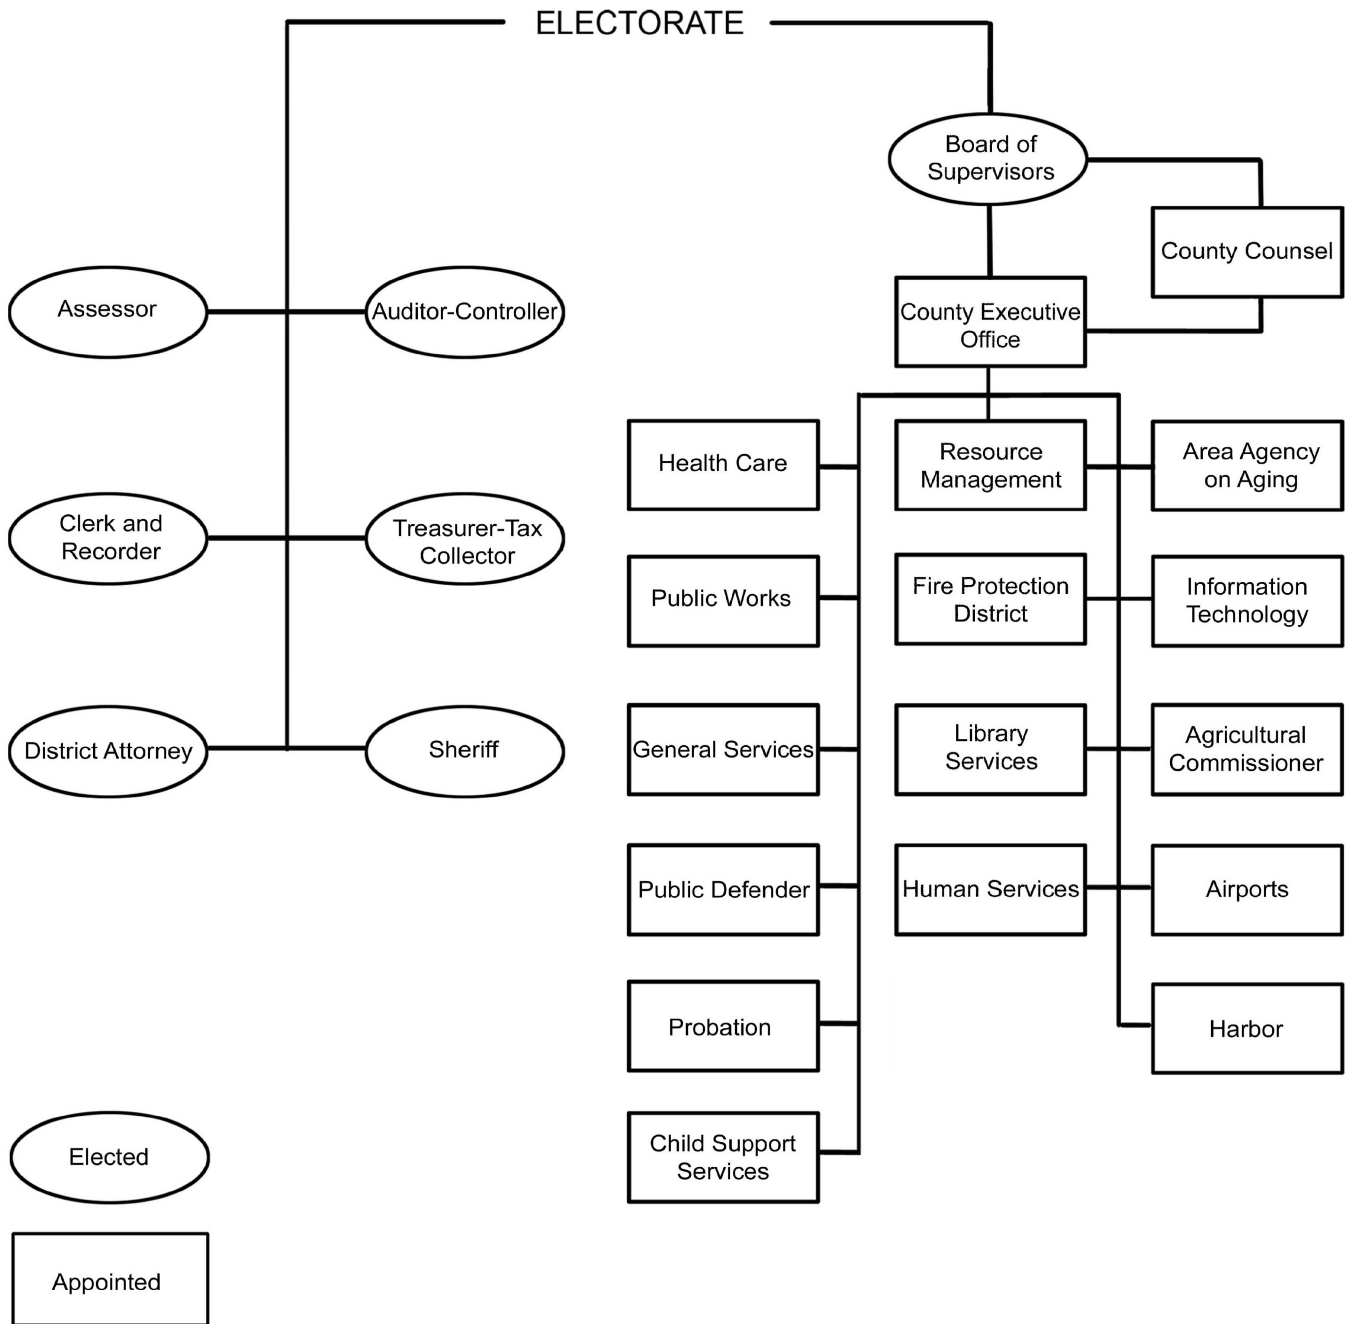 ELECTORATE
Board of
Supervisors
County Counsel
Assessor
Auditor-Controller
County Executive
Office
Health Care
Resource
Management
Area Agency
on Aging
Clerk and
Recorder
Treasurer-Tax
Collector
Public Works
Fire Protection
District
Information
Technology
District Attorney
Sheriff
General Services
Library
Services
Agricultural
Commissioner
Public Defender
Human Services
Airports
Probation
Harbor
Child Support
Services
Elected
Appointed